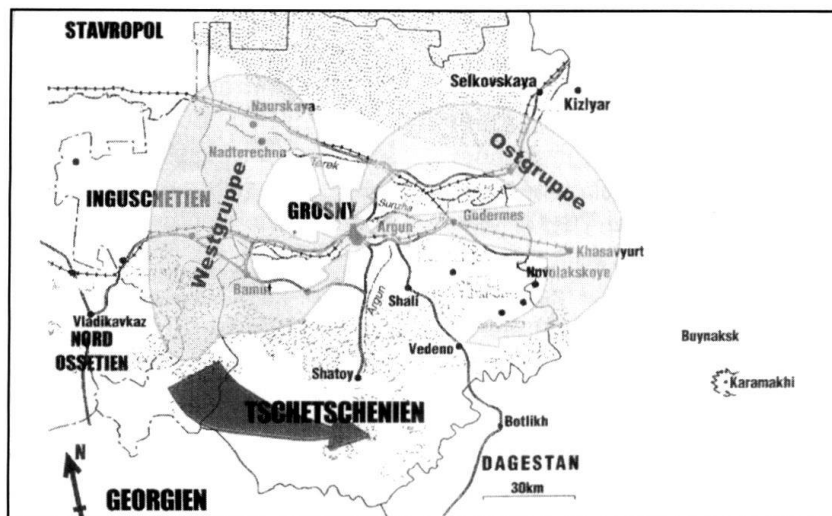 STAVROPOL
Selkovskaya
Kizlyar
Naurskaya
Nadterechna
Terek
Ostgruppe
INGUSCHETIEN
Westgruppe
GROSNY
Sunzha
Argun
Gudermes
Khasavyurt
Novolakskoye
Bamut
Argun
Shali
Vladikavkaz
NORD
OSSETIEN
Vedeno
Shatoy
Buynaksk
Karamakhi
TSCHETSCHENIEN
Botlikh
N
DAGESTAN
30km
GEORGIEN